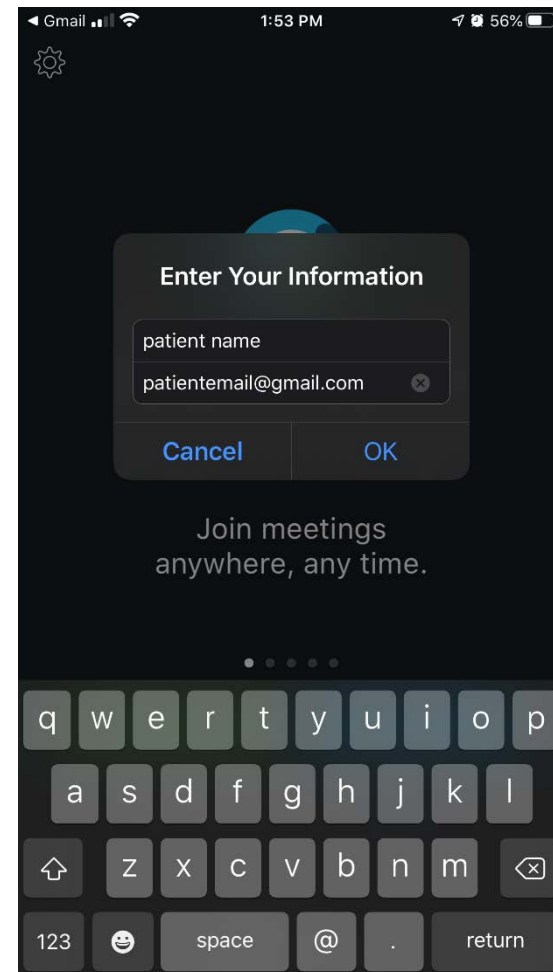 ◀ Gmail 1:53 PM 56%
Enter Your Information
patient name
patientemail@gmail.com
Cancel OK
Join meetings
anywhere, any time.
q w e r t y u i o p
a s d f g h j k l
z x c v b n m
123 space @ . return